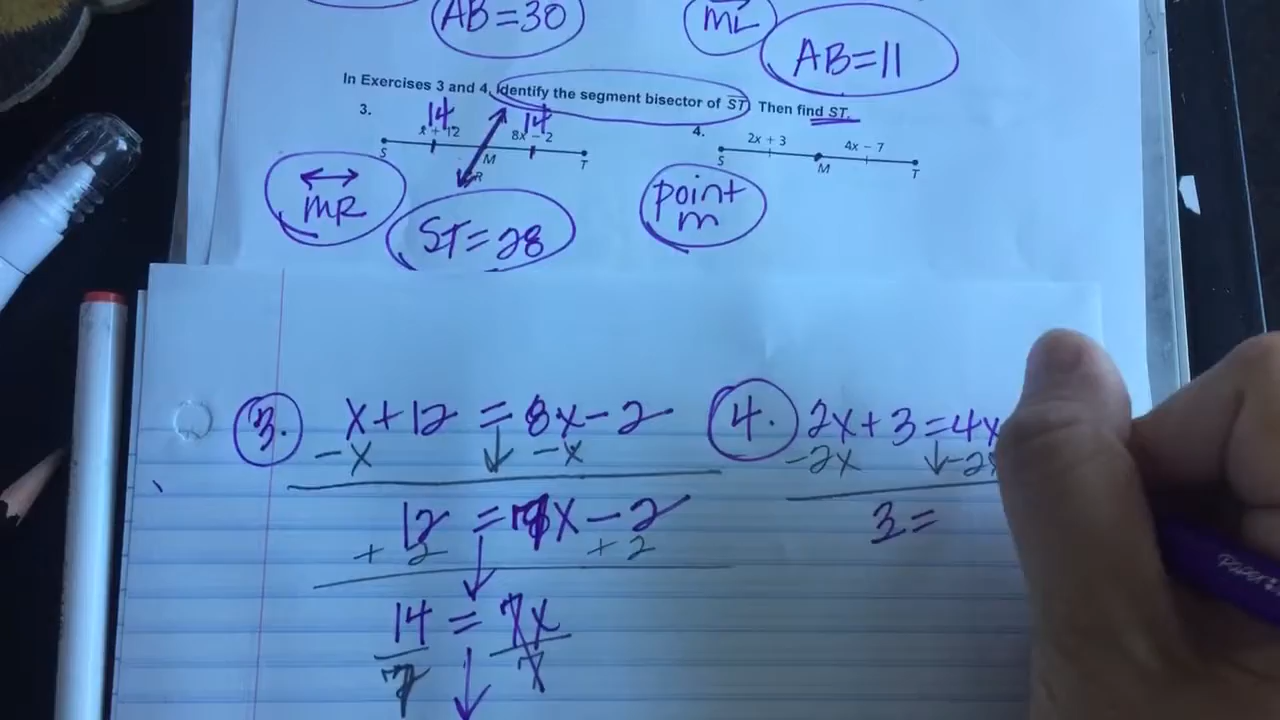 AB=30
ML
AB=11
In Exercises 3 and 4, identify the segment bisector of ST. Then find ST.
3.
14
14
x + 12
8x − 2
S
M
T
R
MR
ST=28
4.
2x + 3
4x − 7
S
M
T
point
m
3.
x+12 = 8x−2
−x −x
12 = 7x−2
+2 +2
14 = 7x
7 7
4.
2x+3=4x
−2x −2x
3=
PAPER